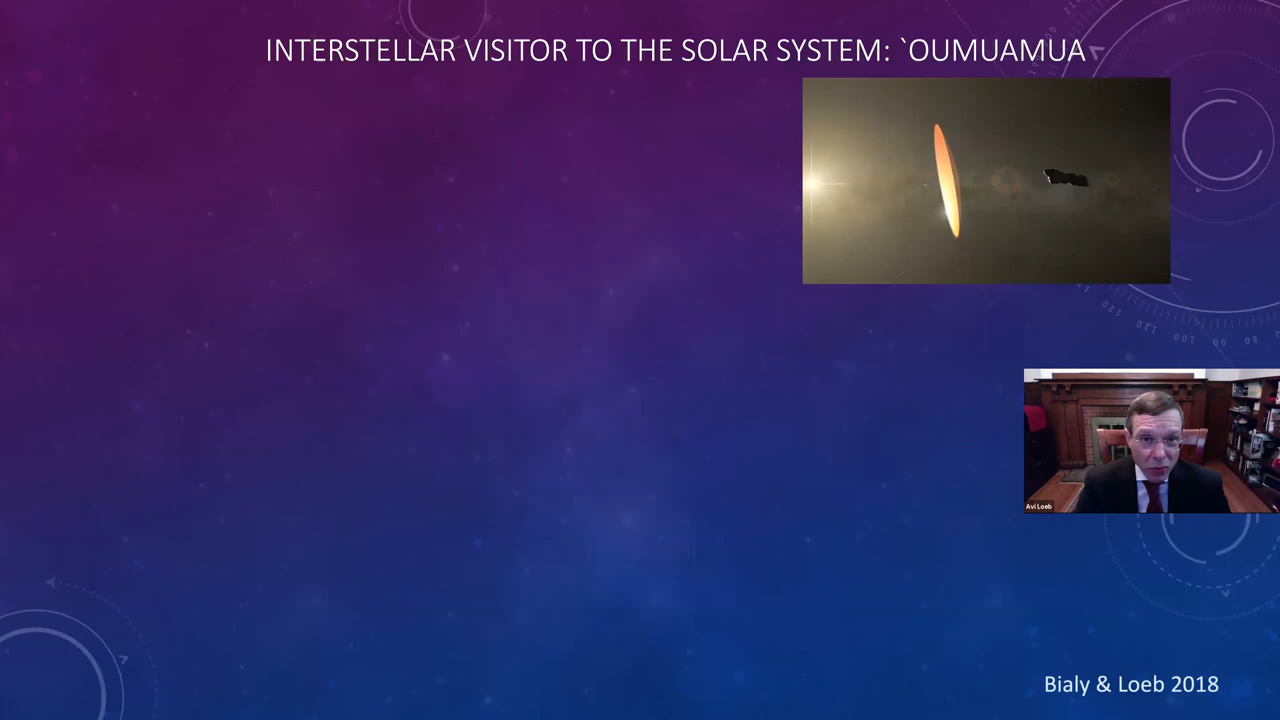 INTERSTELLAR VISITOR TO THE SOLAR SYSTEM: `OUMUAMUA
Avi Loeb
Bialy & Loeb 2018